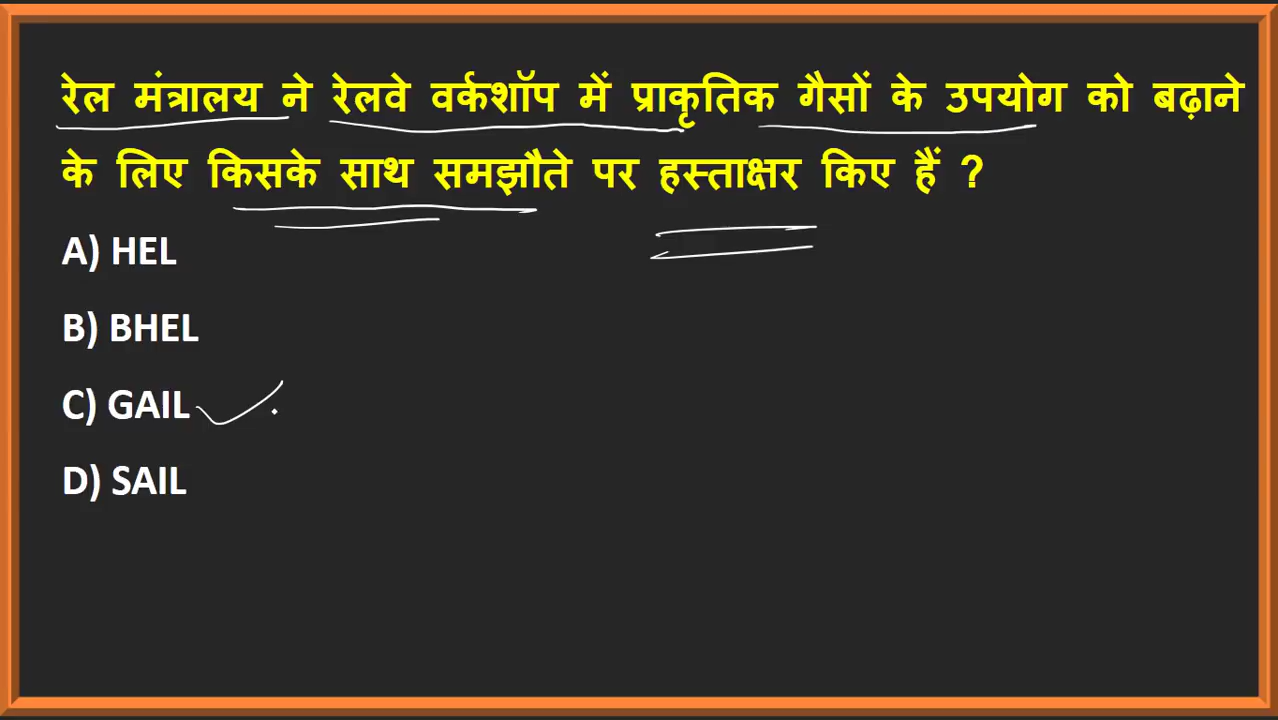 रेल मंत्रालय ने रेलवे वर्कशॉप में प्राकृतिक गैसों के उपयोग को बढ़ाने
के लिए किसके साथ समझौते पर हस्ताक्षर किए हैं ?
A) HEL
B) BHEL
C) GAIL
D) SAIL